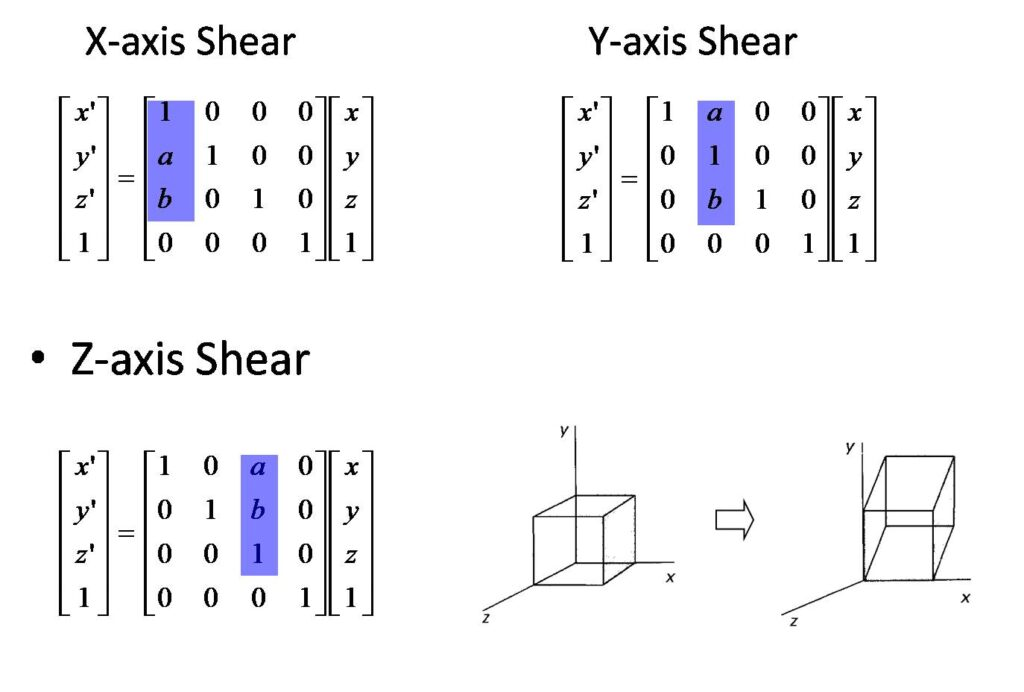 X-axis Shear
Y-axis Shear
x' 1 0 0 0 x
y' a 1 0 0 y
= 
z' b 0 1 0 z
1 0 0 0 1 1
x' 1 a 0 0 x
y' 0 1 0 0 y
=
z' 0 b 1 0 z
1 0 0 0 1 1
• Z-axis Shear
x' 1 0 a 0 x
y' 0 1 b 0 y
=
z' 0 0 1 0 z
1 0 0 0 1 1
y
x
z
y
x
z